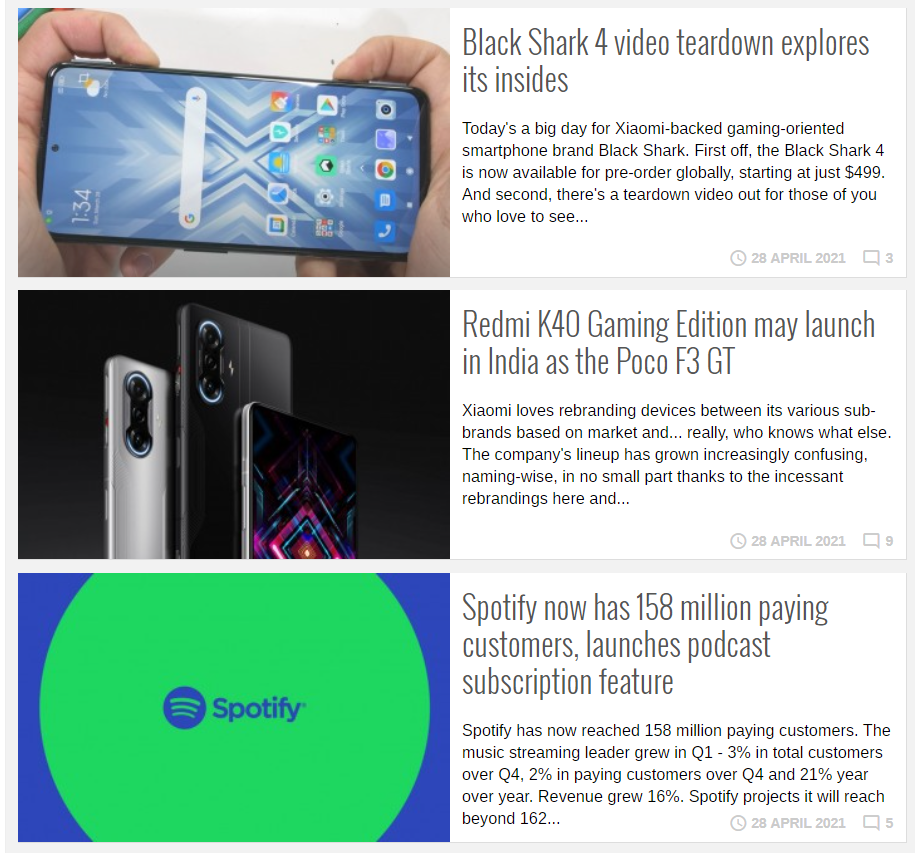 Black Shark 4 video teardown explores
its insides
Today's a big day for Xiaomi-backed gaming-oriented
smartphone brand Black Shark. First off, the Black Shark 4
is now available for pre-order globally, starting at just $499.
And second, there's a teardown video out for those of you
who love to see...
28 APRIL 2021 3
1:34
Redmi K40 Gaming Edition may launch
in India as the Poco F3 GT
Xiaomi loves rebranding devices between its various sub-
brands based on market and... really, who knows what else.
The company's lineup has grown increasingly confusing,
naming-wise, in no small part thanks to the incessant
rebrandings here and...
28 APRIL 2021 9
Spotify
Spotify now has 158 million paying
customers, launches podcast
subscription feature
Spotify has now reached 158 million paying customers. The
music streaming leader grew in Q1 - 3% in total customers
over Q4, 2% in paying customers over Q4 and 21% year
over year. Revenue grew 16%. Spotify projects it will reach
beyond 162...
28 APRIL 2021 5